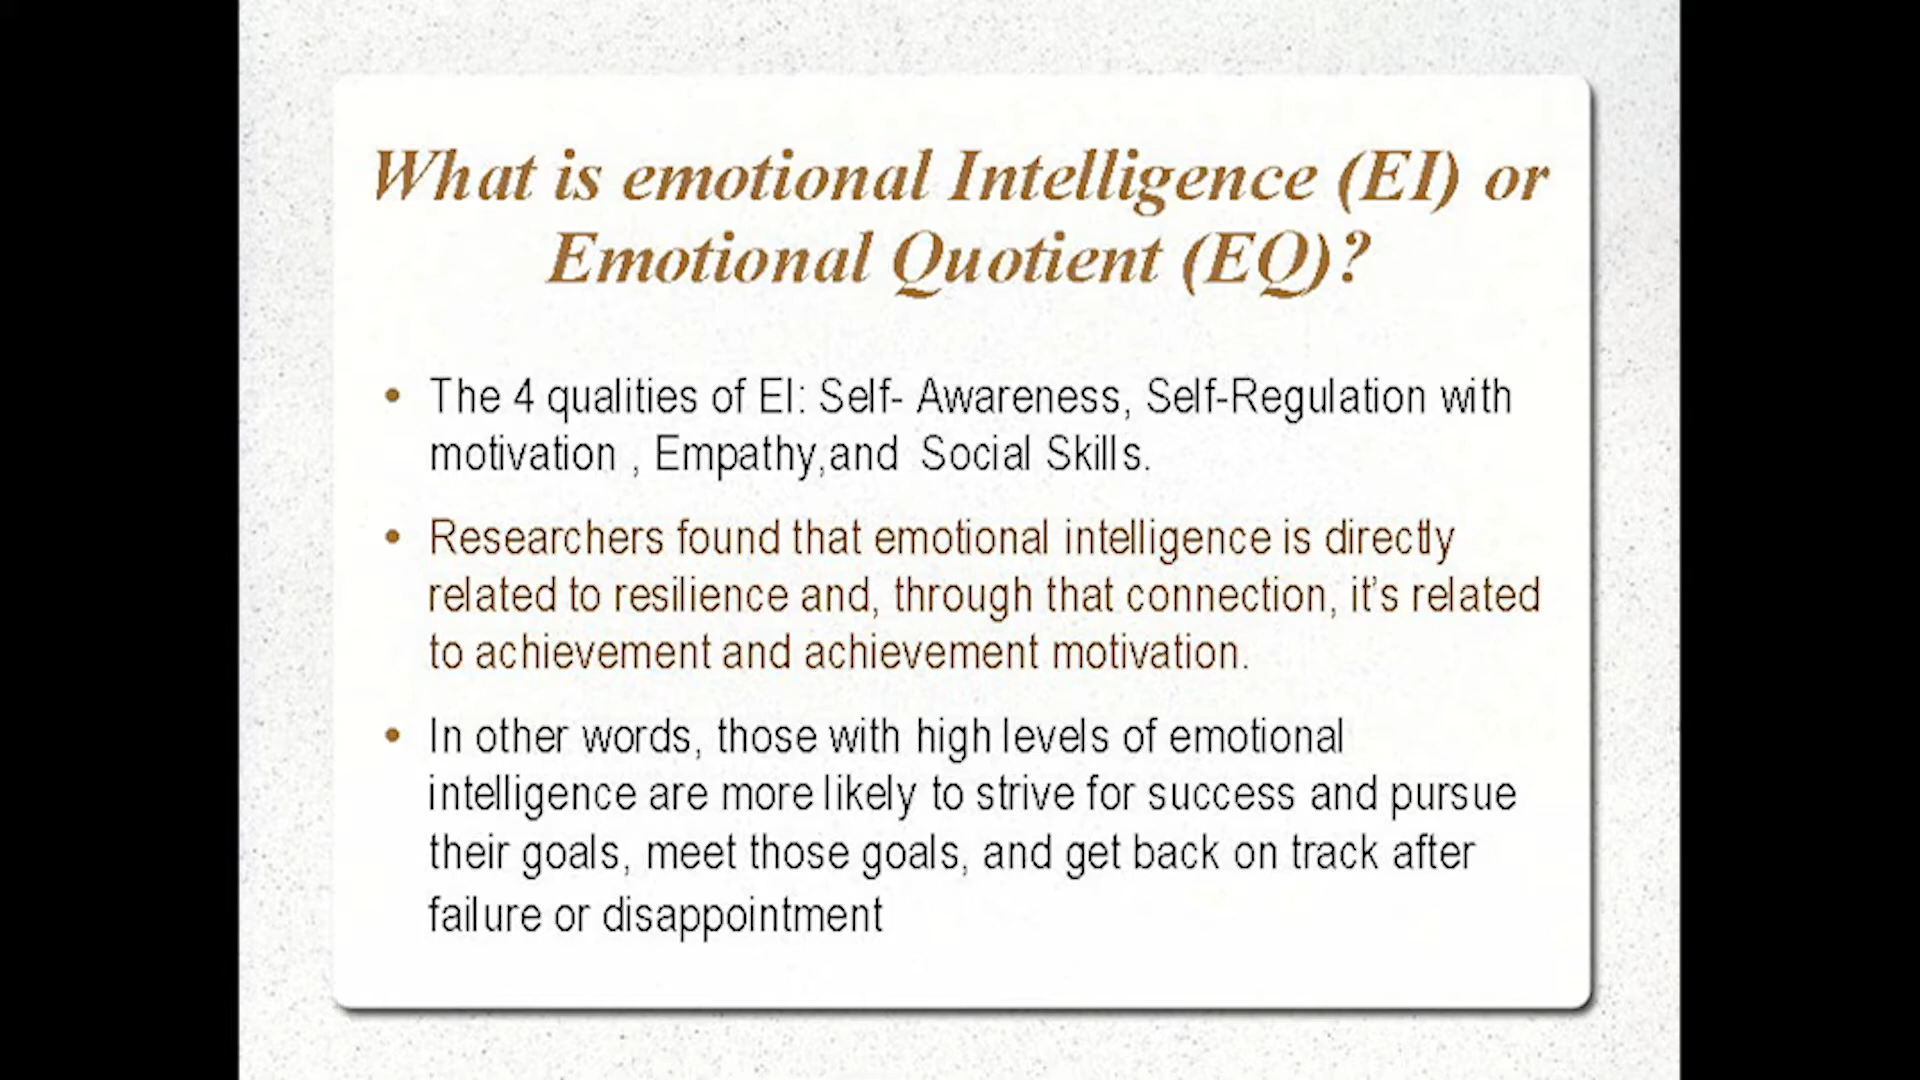 What is emotional Intelligence (EI) or
Emotional Quotient (EQ)?
• The 4 qualities of EI: Self- Awareness, Self-Regulation with
motivation , Empathy,and Social Skills.
• Researchers found that emotional intelligence is directly
related to resilience and, through that connection, it's related
to achievement and achievement motivation.
• In other words, those with high levels of emotional
intelligence are more likely to strive for success and pursue
their goals, meet those goals, and get back on track after
failure or disappointment